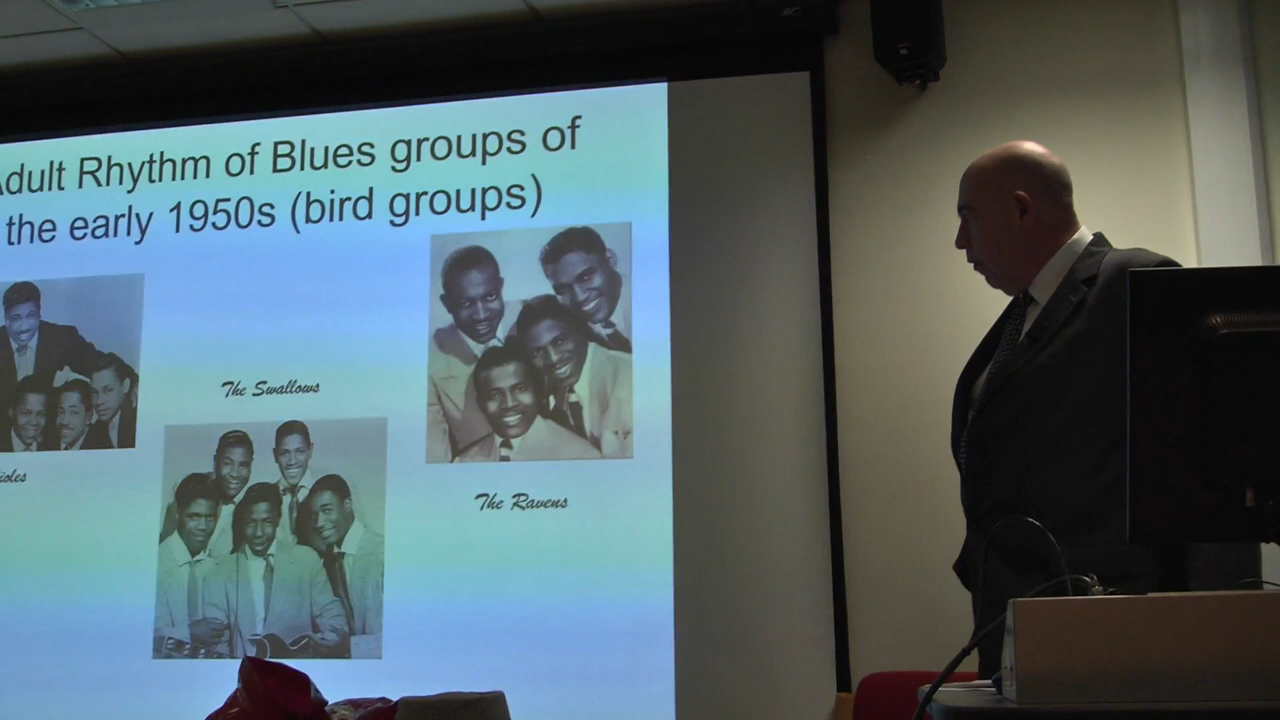 Adult Rhythm of Blues groups of
the early 1950s (bird groups)
The Swallows
The Ravens